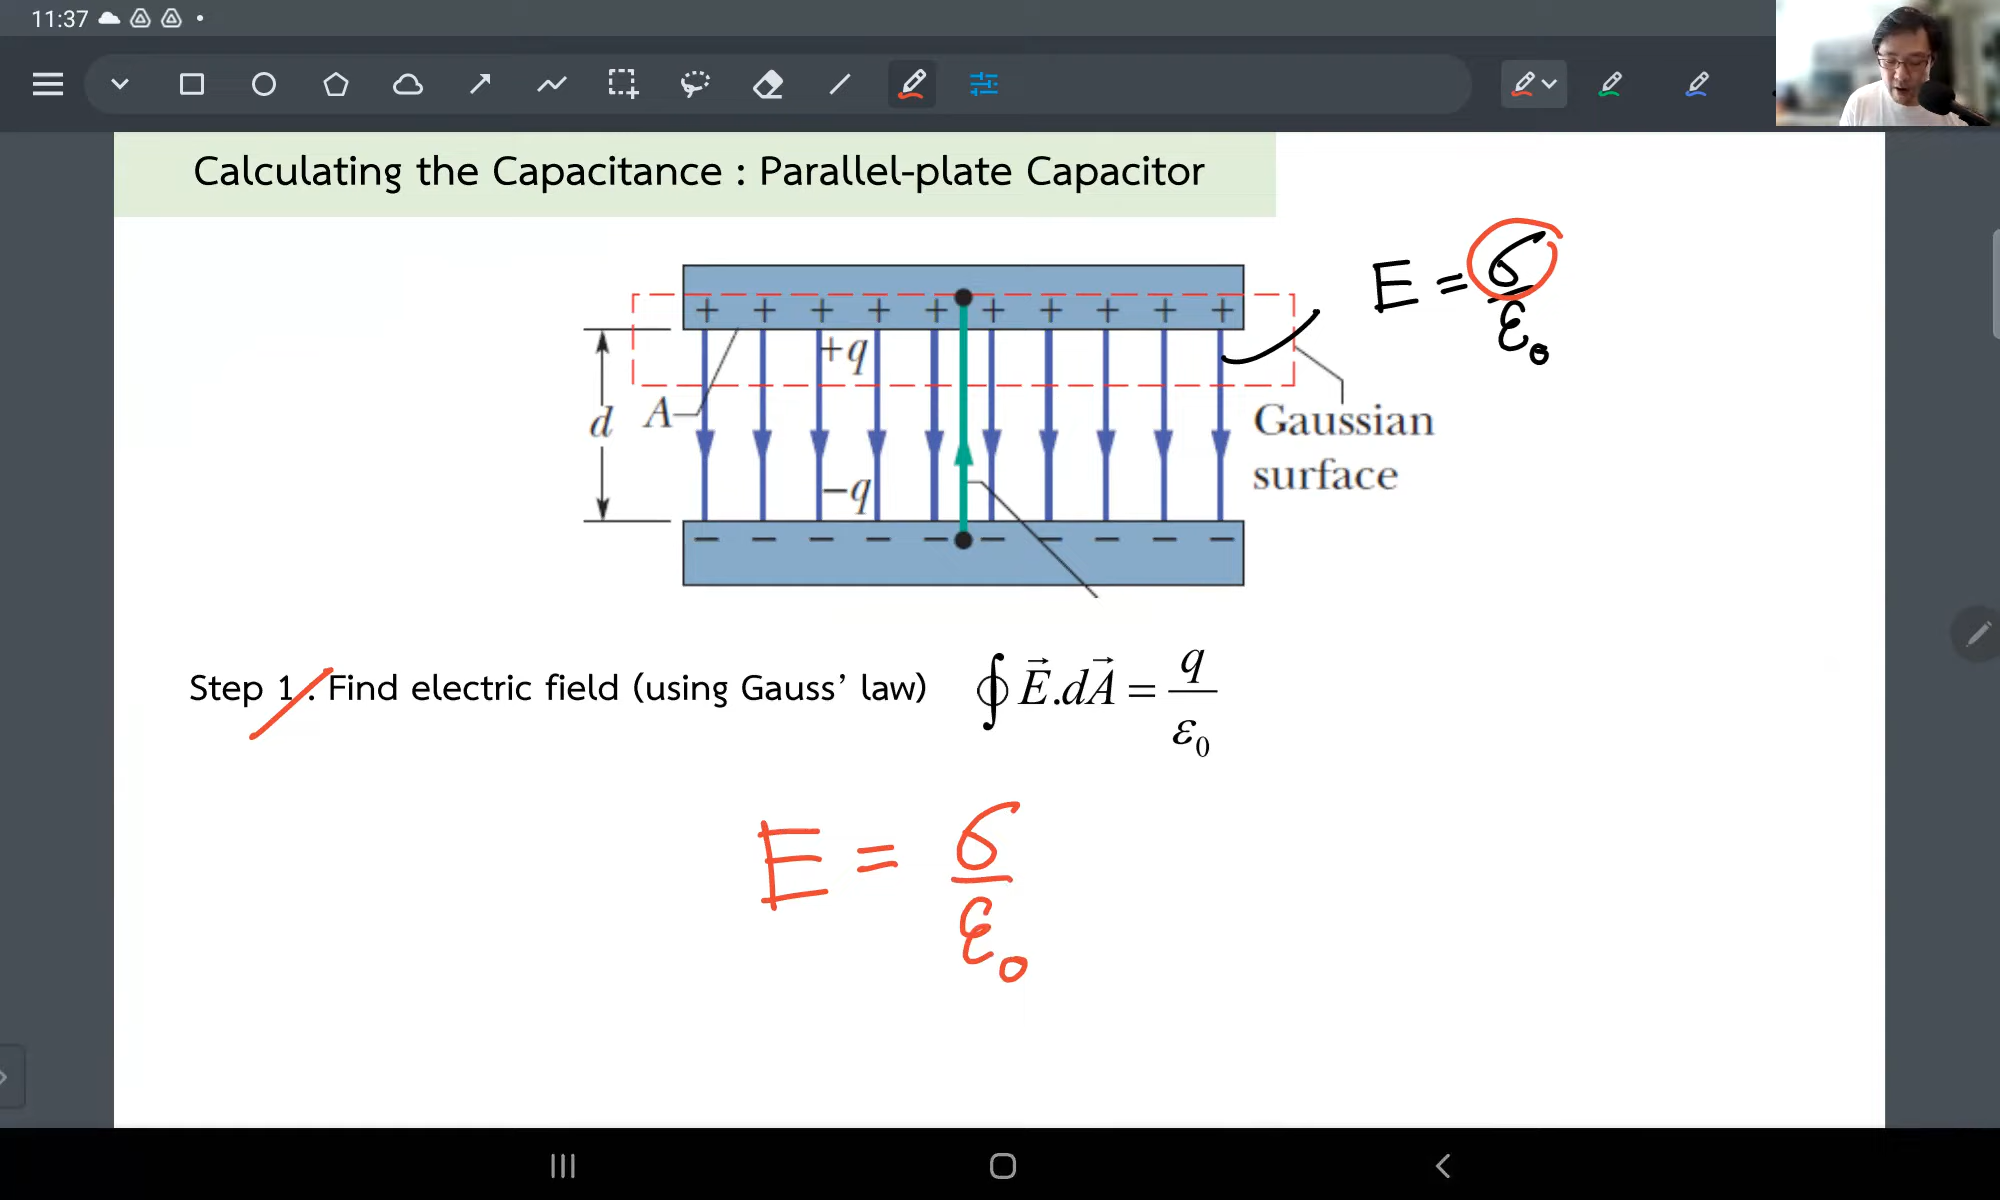 11:37
Calculating the Capacitance : Parallel-plate Capacitor
E = σ/ε₀
+ + + + + + + + + +
+q
d A
Gaussian
surface
−q
− − − − − − − − − −
Step 1 : Find electric field (using Gauss’ law) ∮ E⃗.dA⃗ = q/ε₀
E = σ/ε₀